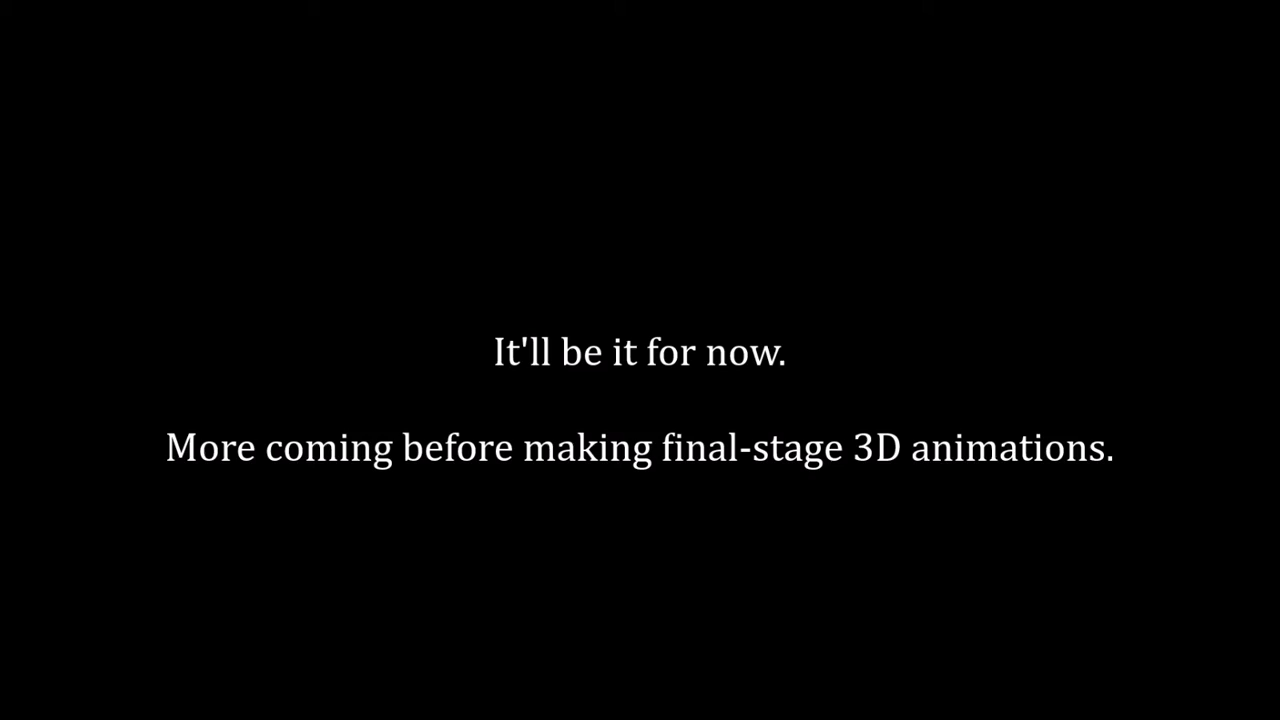 It'll be it for now.
More coming before making final-stage 3D animations.